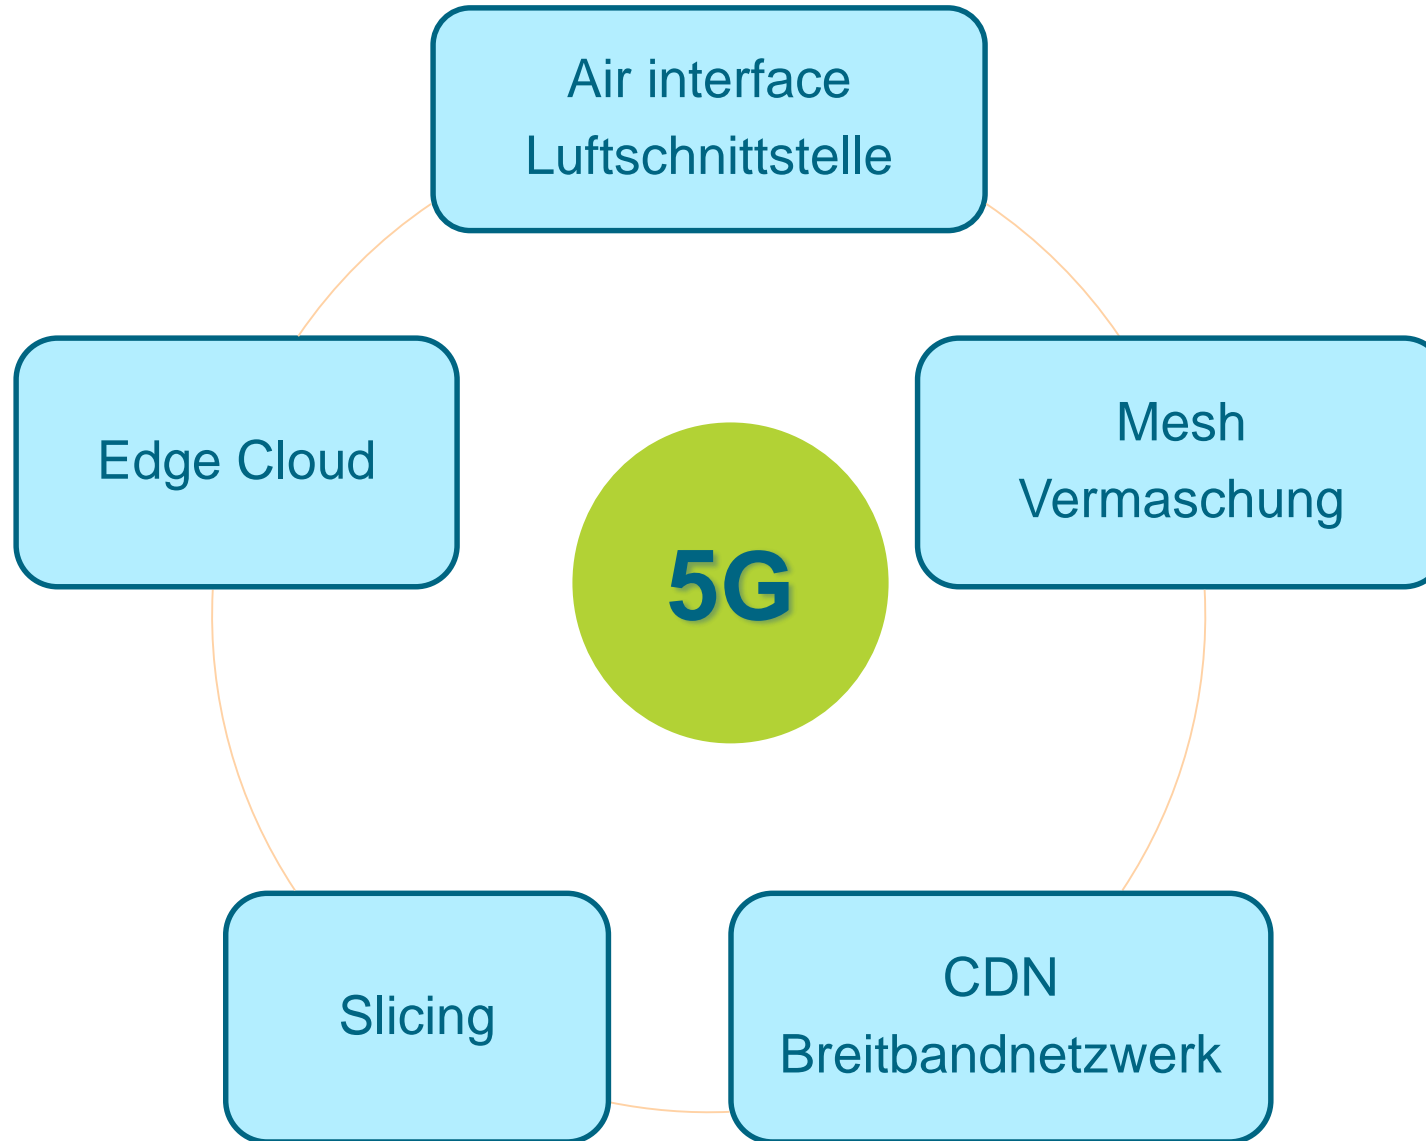 Air interface
Luftschnittstelle
Edge Cloud
Mesh
Vermaschung
5G
Slicing
CDN
Breitbandnetzwerk